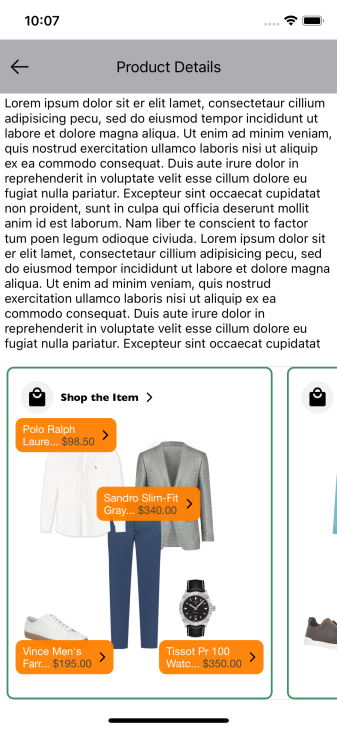 10:07
Product Details
Lorem ipsum dolor sit er elit lamet, consectetaur cillium
adipisicing pecu, sed do eiusmod tempor incididunt ut
labore et dolore magna aliqua. Ut enim ad minim veniam,
quis nostrud exercitation ullamco laboris nisi ut aliquip
ex ea commodo consequat. Duis aute irure dolor in
reprehenderit in voluptate velit esse cillum dolore eu
fugiat nulla pariatur. Excepteur sint occaecat cupidatat
non proident, sunt in culpa qui officia deserunt mollit
anim id est laborum. Nam liber te conscient to factor
tum poen legum odioque civiuda. Lorem ipsum dolor sit
er elit lamet, consectetaur cillium adipisicing pecu, sed
do eiusmod tempor incididunt ut labore et dolore magna
aliqua. Ut enim ad minim veniam, quis nostrud
exercitation ullamco laboris nisi ut aliquip ex ea
commodo consequat. Duis aute irure dolor in
reprehenderit in voluptate velit esse cillum dolore eu
fugiat nulla pariatur. Excepteur sint occaecat cupidatat
Shop the Item
Polo Ralph
Laure... $98.50
Sandro Slim-Fit
Gray... $340.00
Vince Men's
Farr... $195.00
Tissot Pr 100
Watc... $350.00